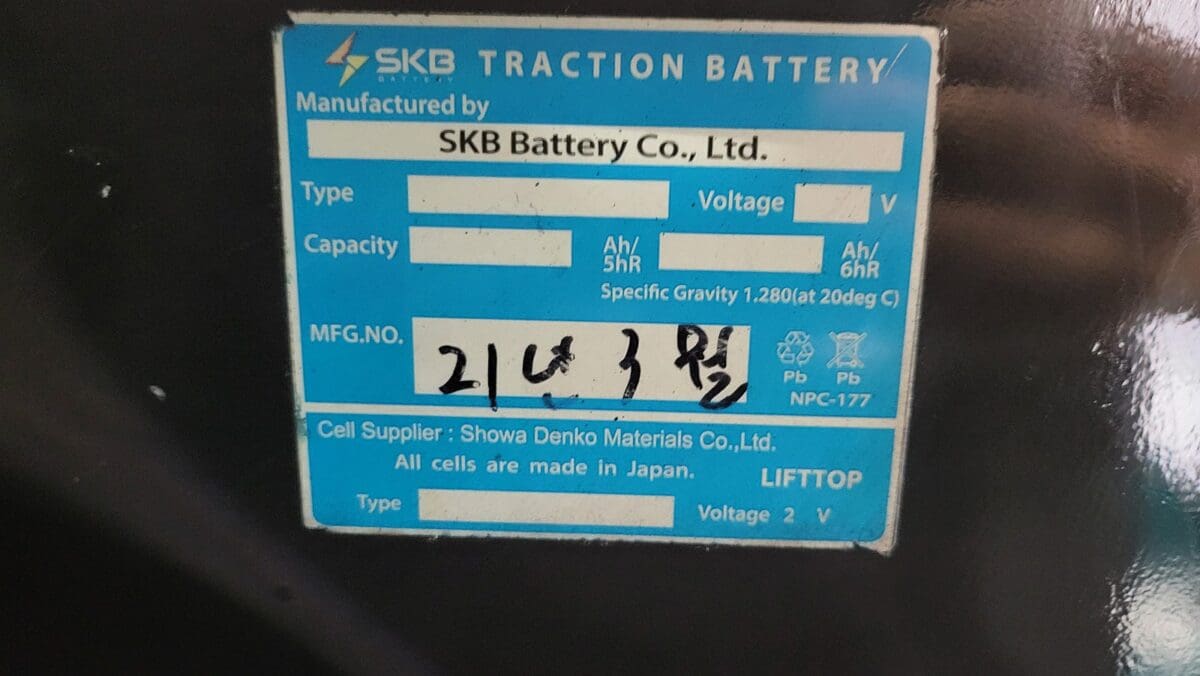 SKB TRACTION BATTERY
BATTERY
Manufactured by
SKB Battery Co., Ltd.
Type Voltage V
Capacity Ah/5hR Ah/6hR
Specific Gravity 1.280(at 20deg C)
MFG.NO. 21년 3월
Pb Pb
NPC-177
Cell Supplier : Showa Denko Materials Co.,Ltd.
All cells are made in Japan.
LIFTTOP
Type Voltage 2 V